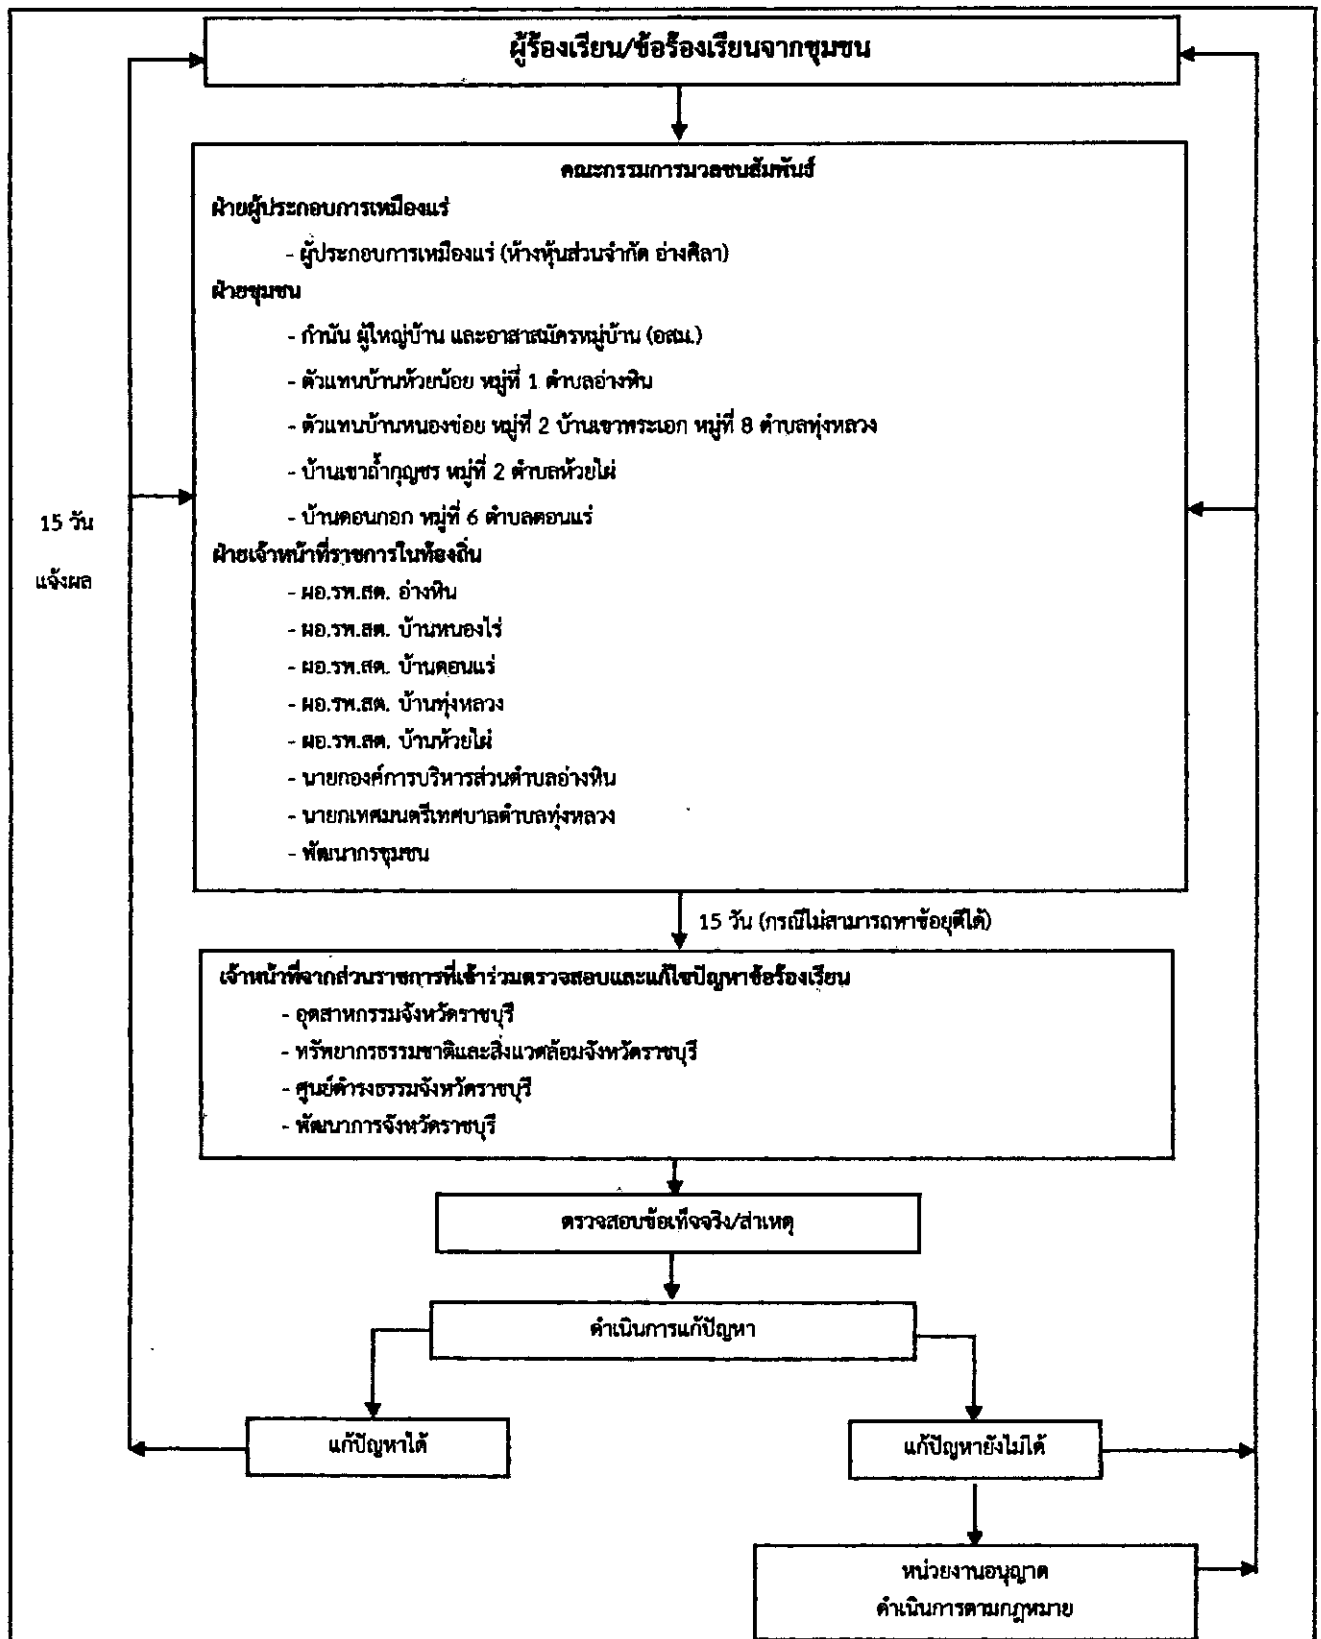 ผู้ร้องเรียน/ข้อร้องเรียนจากชุมชน
คณะกรรมการมวลชนสัมพันธ์
ฝ่ายผู้ประกอบการเหมืองแร่
- ผู้ประกอบการเหมืองแร่ (ห้างหุ้นส่วนจำกัด อ่างศิลา)
ฝ่ายชุมชน
- กำนัน ผู้ใหญ่บ้าน และอาสาสมัครหมู่บ้าน (อสม.)
- ตัวแทนบ้านห้วยน้อย หมู่ที่ 1 ตำบลอ่างหิน
- ตัวแทนบ้านหนองข่อย หมู่ที่ 2 บ้านเขาพระเอก หมู่ที่ 8 ตำบลทุ่งหลวง
- บ้านเขาถ้ำกุญชร หมู่ที่ 2 ตำบลห้วยไผ่
- บ้านดอนกอก หมู่ที่ 6 ตำบลดอนแร่
15 วัน
แจ้งผล
ฝ่ายเจ้าหน้าที่ราชการในท้องถิ่น
- ผอ.รพ.สต. อ่างหิน
- ผอ.รพ.สต. บ้านหนองไร่
- ผอ.รพ.สต. บ้านดอนแร่
- ผอ.รพ.สต. บ้านทุ่งหลวง
- ผอ.รพ.สต. บ้านห้วยไผ่
- นายกองค์การบริหารส่วนตำบลอ่างหิน
- นายกเทศมนตรีเทศบาลตำบลทุ่งหลวง
- พัฒนากรชุมชน
15 วัน (กรณีไม่สามารถหาข้อยุติได้)
เจ้าหน้าที่จากส่วนราชการที่เข้าร่วมตรวจสอบและแก้ไขปัญหาข้อร้องเรียน
- อุตสาหกรรมจังหวัดราชบุรี
- ทรัพยากรธรรมชาติและสิ่งแวดล้อมจังหวัดราชบุรี
- ศูนย์ดำรงธรรมจังหวัดราชบุรี
- พัฒนาการจังหวัดราชบุรี
ตรวจสอบข้อเท็จจริง/สาเหตุ
ดำเนินการแก้ปัญหา
แก้ปัญหาได้
แก้ปัญหายังไม่ได้
หน่วยงานอนุญาต
ดำเนินการตามกฎหมาย